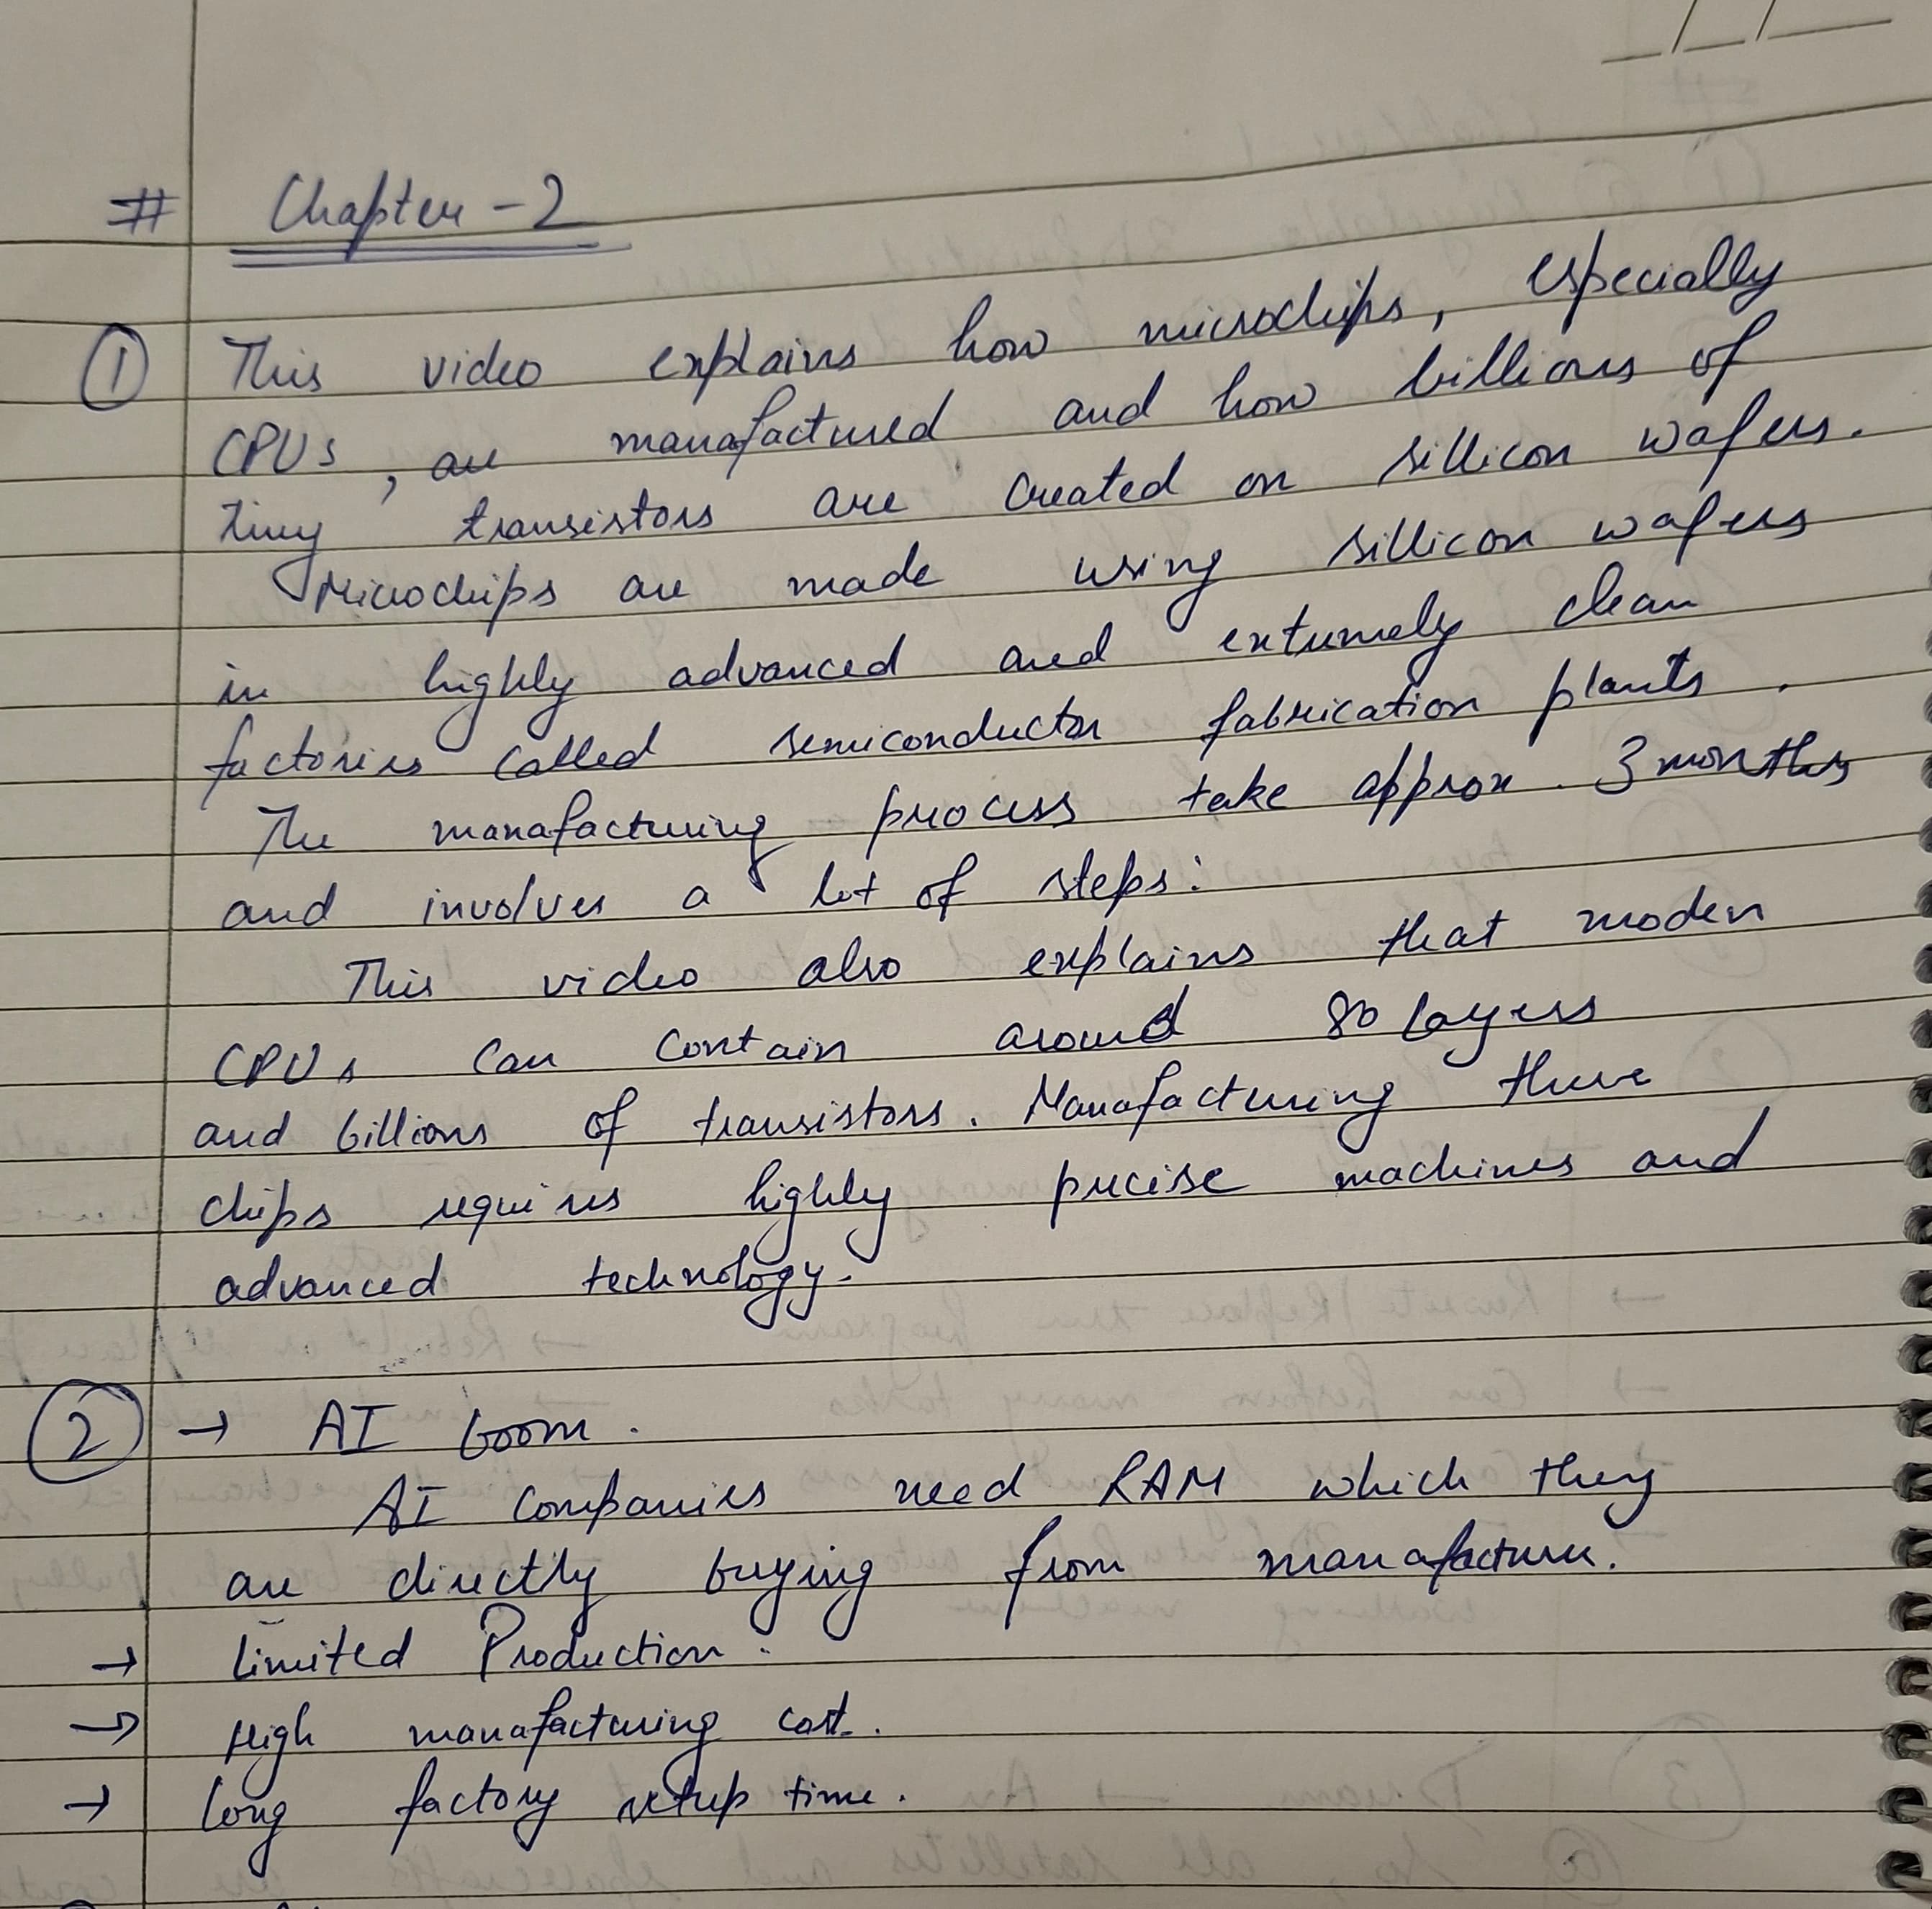 # Chapter - 2
① This video explains how microchips, especially
CPUs, are manafactured and how billions of
tiny transistors are created on sillicon wafers.
Microchips are made using sillicon wafers
in highly advanced and extremely clean
factories called semiconductor fabrication plants.
The manafacturing process take approx. 3 months
and involves a lot of steps.
This video also explains that modern
CPUs can contain around 80 layers
and billions of transistors. Manafacturing these
chips requires highly precise machines and
advanced technology.
② → AI boom.
AI companies need RAM which they
are directly buying from manafacturer.
→ Limited Production.
→ High manafacturing cost.
→ Long factory setup time.